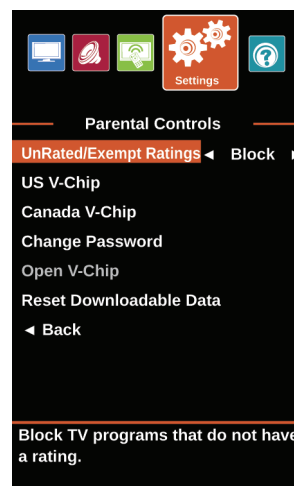 Settings
Parental Controls
UnRated/Exempt Ratings ◄ Block ►
US V-Chip
Canada V-Chip
Change Password
Open V-Chip
Reset Downloadable Data
◄ Back
Block TV programs that do not have
a rating.